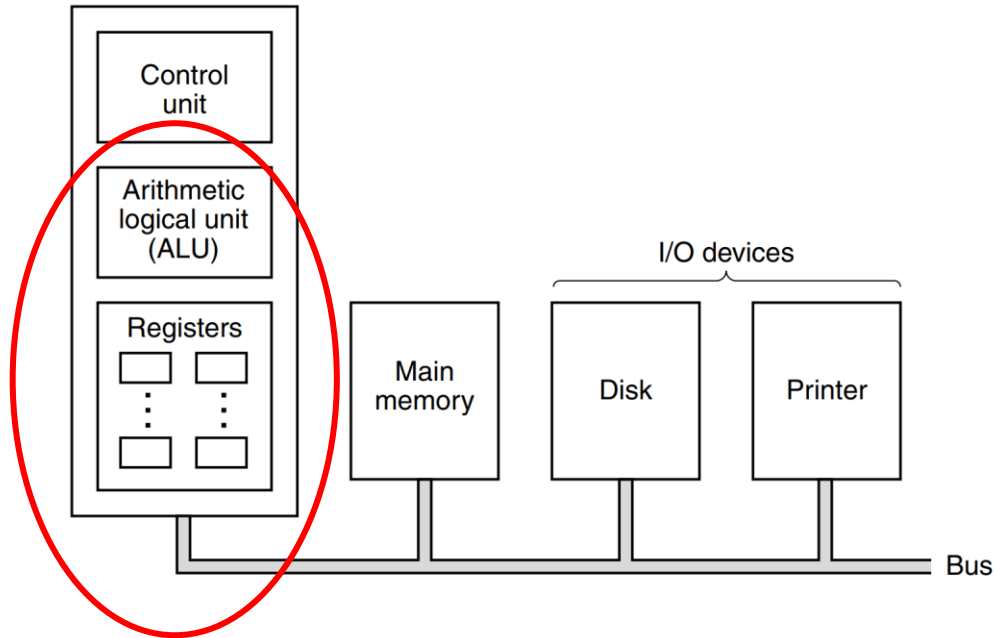 Control
unit
Arithmetic
logical unit
(ALU)
Registers
Main
memory
I/O devices
Disk
Printer
Bus